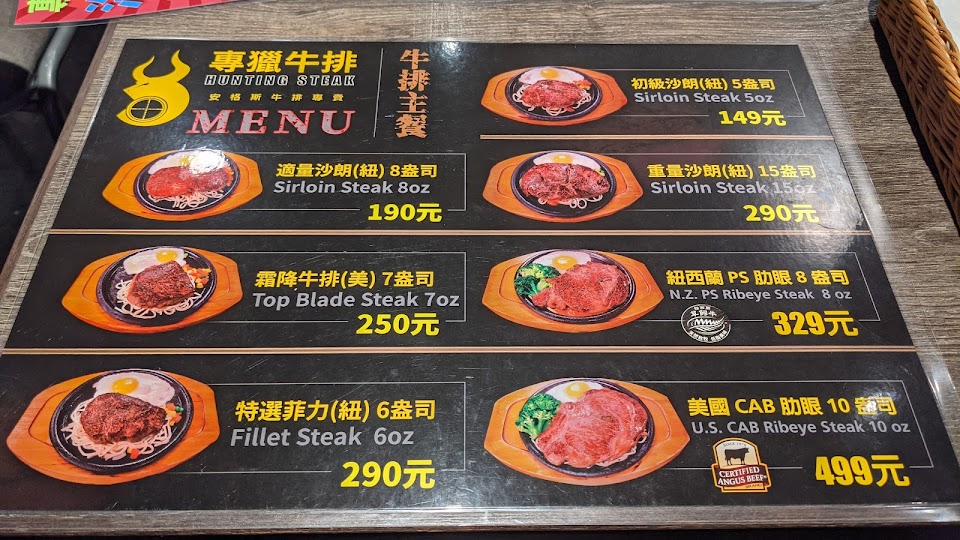 專獵牛排
HUNTING STEAK
安格斯牛排專賣
MENU
牛排主餐
初級沙朗(紐) 5盎司
Sirloin Steak 5oz
149元
適量沙朗(紐) 8盎司
Sirloin Steak 8oz
190元
重量沙朗(紐) 15盎司
Sirloin Steak 15oz
290元
霜降牛排(美) 7盎司
Top Blade Steak 7oz
250元
紐西蘭 PS 肋眼 8 盎司
N.Z. PS Ribeye Steak 8 oz
329元
特選菲力(紐) 6盎司
Fillet Steak 6oz
290元
美國 CAB 肋眼 10 盎司
U.S. CAB Ribeye Steak 10 oz
CERTIFIED
ANGUS BEEF
499元